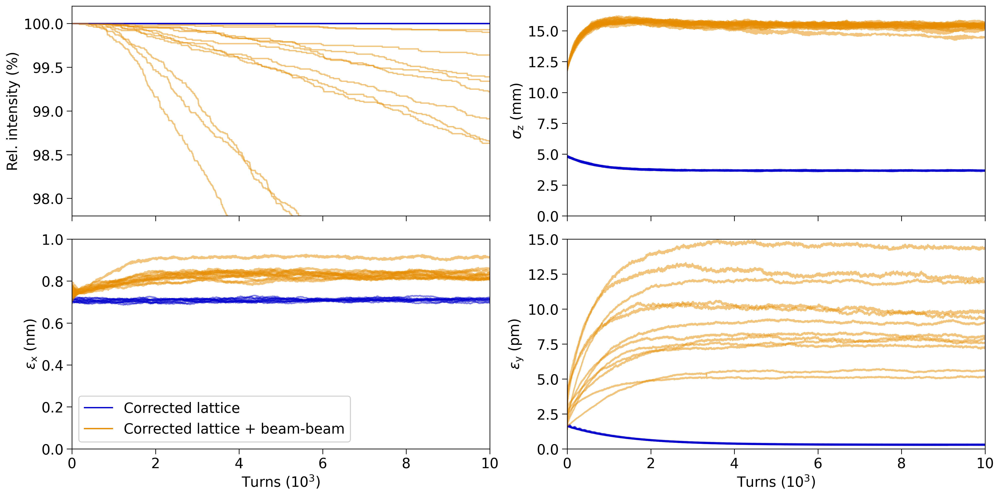 100.0
99.5
99.0
98.5
98.0
Rel. intensity (%)
15.0
12.5
10.0
7.5
5.0
2.5
0.0
σz (mm)
1.0
0.8
0.6
0.4
0.2
0.0
εx (nm)
Corrected lattice
Corrected lattice + beam-beam
0 2 4 6 8 10
Turns (10³)
15.0
12.5
10.0
7.5
5.0
2.5
0.0
εy (pm)
0 2 4 6 8 10
Turns (10³)